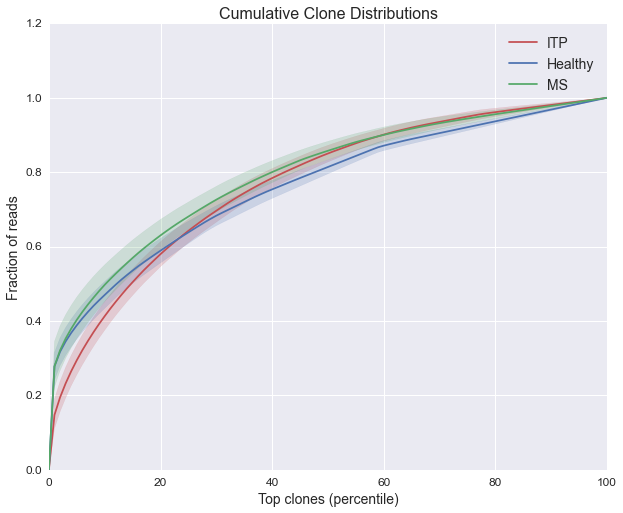 Cumulative Clone Distributions
1.2
1.0
0.8
0.6
0.4
0.2
0.0
Fraction of reads
ITP
Healthy
MS
0 20 40 60 80 100
Top clones (percentile)